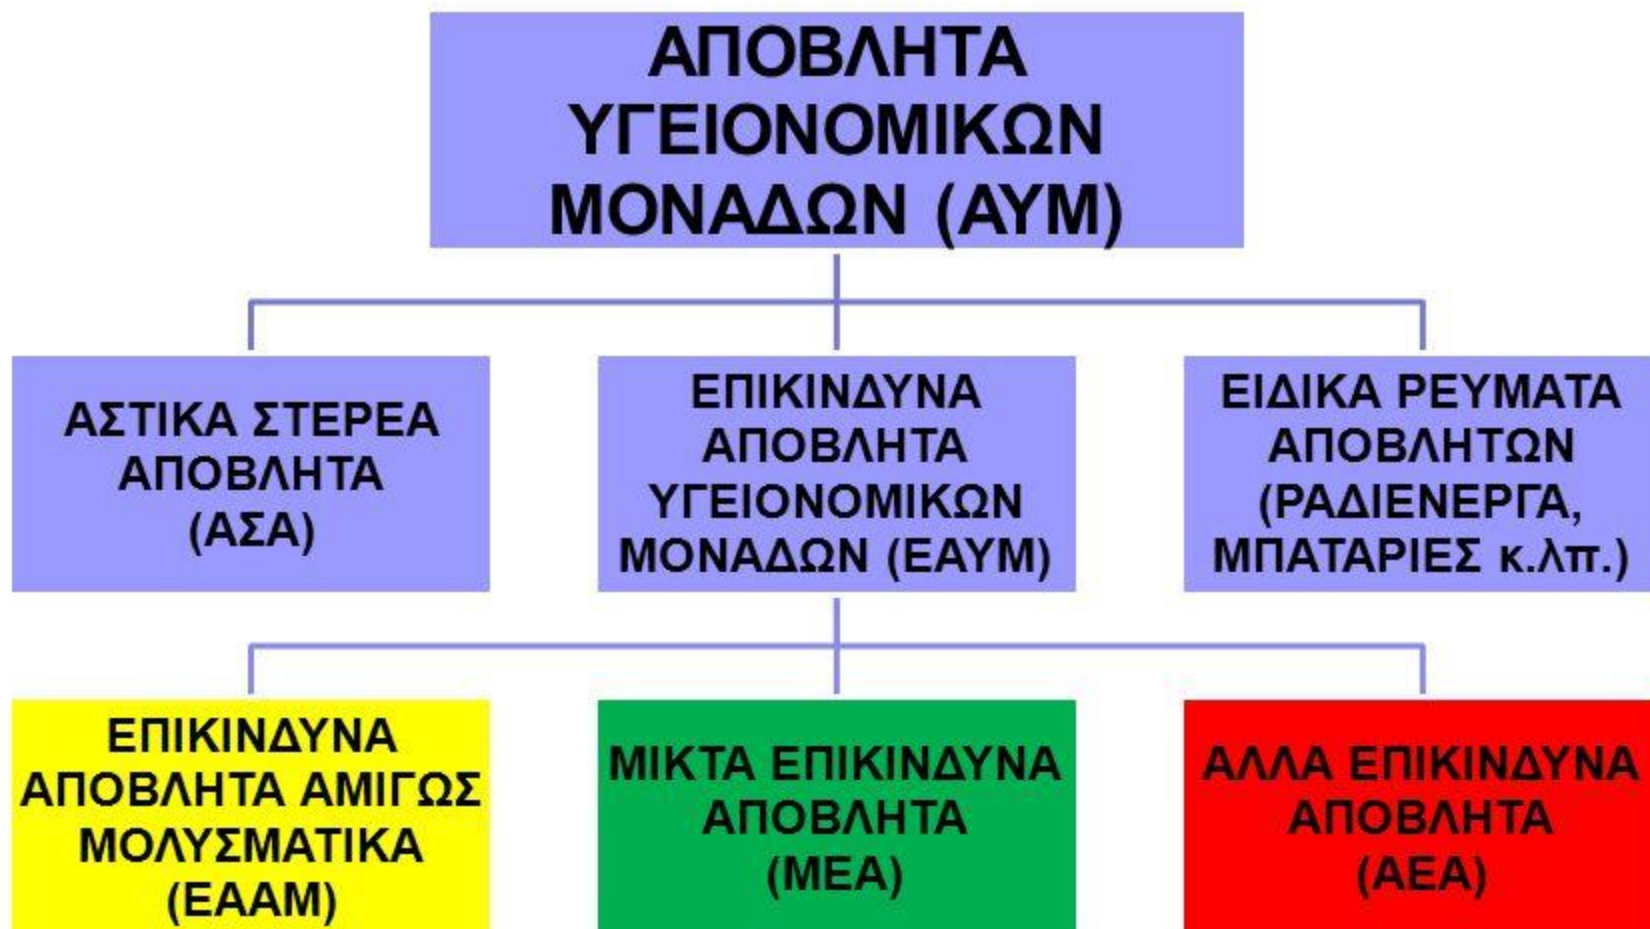 ΑΠΟΒΛΗΤΑ
ΥΓΕΙΟΝΟΜΙΚΩΝ
ΜΟΝΑΔΩΝ (ΑΥΜ)
ΑΣΤΙΚΑ ΣΤΕΡΕΑ
ΑΠΟΒΛΗΤΑ
(ΑΣΑ)
ΕΠΙΚΙΝΔΥΝΑ
ΑΠΟΒΛΗΤΑ
ΥΓΕΙΟΝΟΜΙΚΩΝ
ΜΟΝΑΔΩΝ (ΕΑΥΜ)
ΕΙΔΙΚΑ ΡΕΥΜΑΤΑ
ΑΠΟΒΛΗΤΩΝ
(ΡΑΔΙΕΝΕΡΓΑ,
ΜΠΑΤΑΡΙΕΣ κ.λπ.)
ΕΠΙΚΙΝΔΥΝΑ
ΑΠΟΒΛΗΤΑ ΑΜΙΓΩΣ
ΜΟΛΥΣΜΑΤΙΚΑ
(ΕΑΑΜ)
ΜΙΚΤΑ ΕΠΙΚΙΝΔΥΝΑ
ΑΠΟΒΛΗΤΑ
(ΜΕΑ)
ΑΛΛΑ ΕΠΙΚΙΝΔΥΝΑ
ΑΠΟΒΛΗΤΑ
(ΑΕΑ)